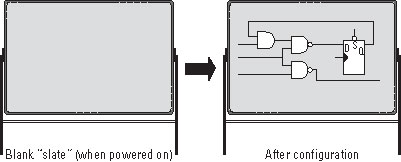 D S Q
Blank "slate" (when powered on)
After configuration